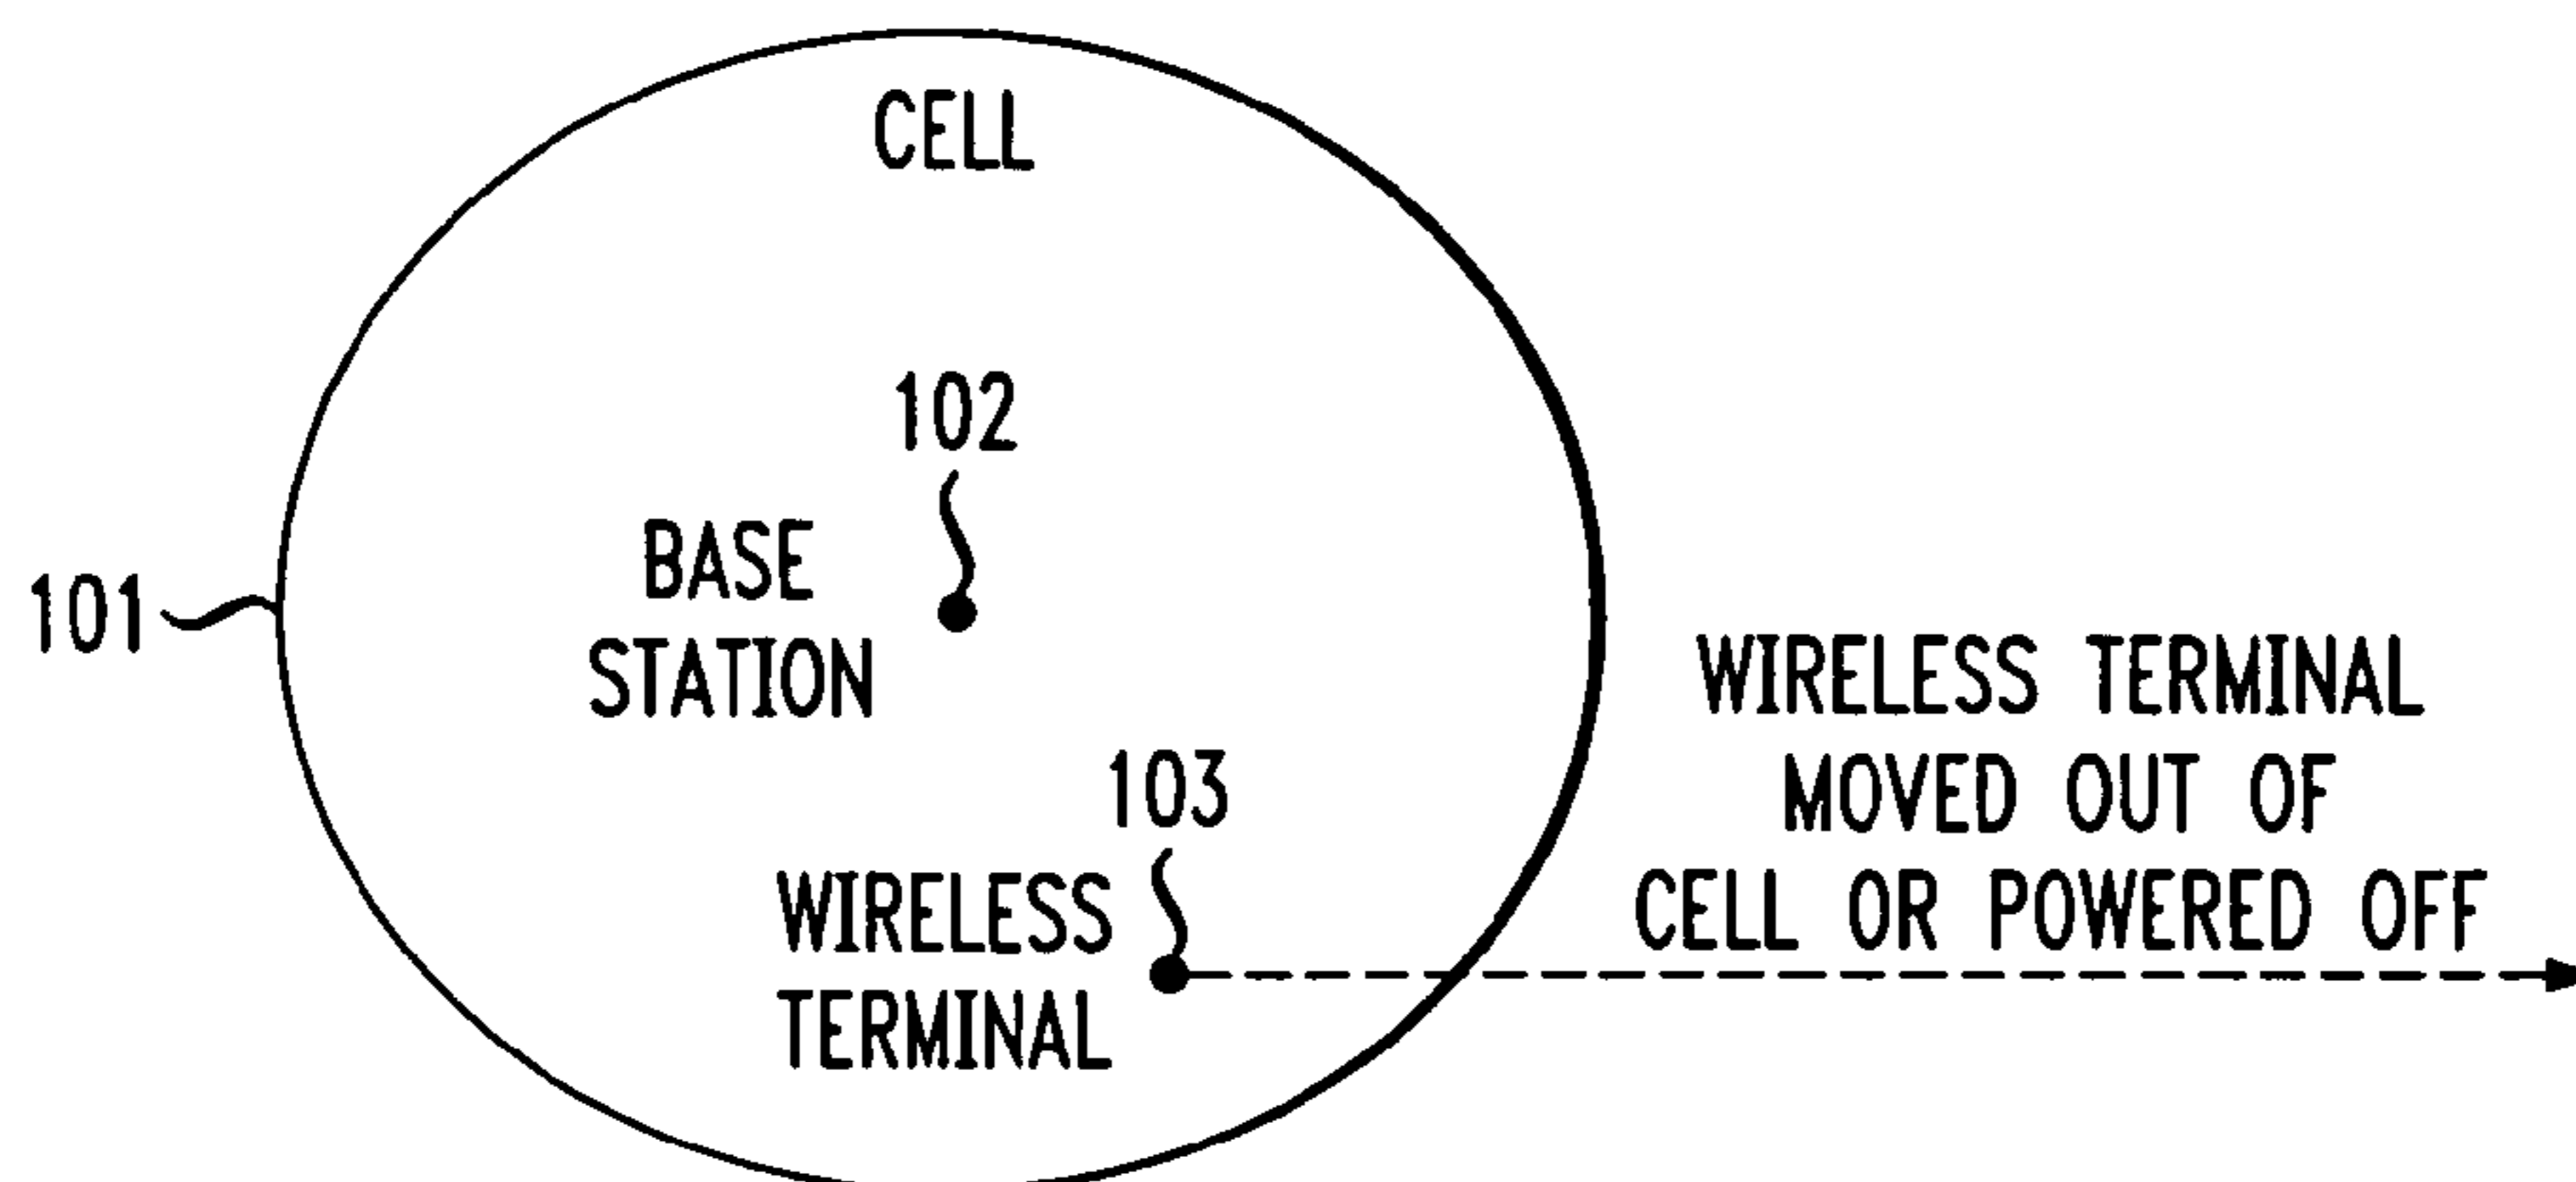 CELL
102
BASE
STATION
101
WIRELESS TERMINAL
MOVED OUT OF
CELL OR POWERED OFF
103
WIRELESS
TERMINAL